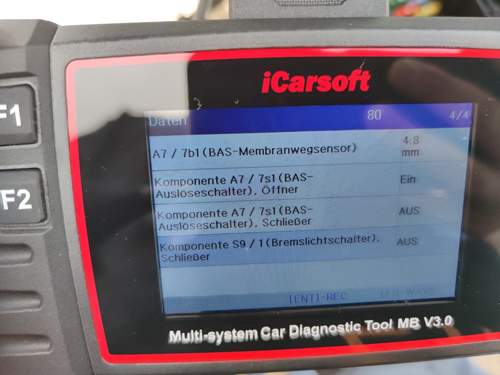 iCarsoft
F1
Daten 80 4/4
A7 / 7b1(BAS-Membranwegsensor) 4.8
mm
Komponente A7 / 7s1(BAS- Ein
Auslöseschalter), Öffner
Komponente A7 / 7s1(BAS- AUS
Auslöseschalter), Schließer
F2
Komponente S9 / 1(Bremslichtschalter), AUS
Schließer
[ENT]-REC
Multi-system Car Diagnostic Tool MB V3.0